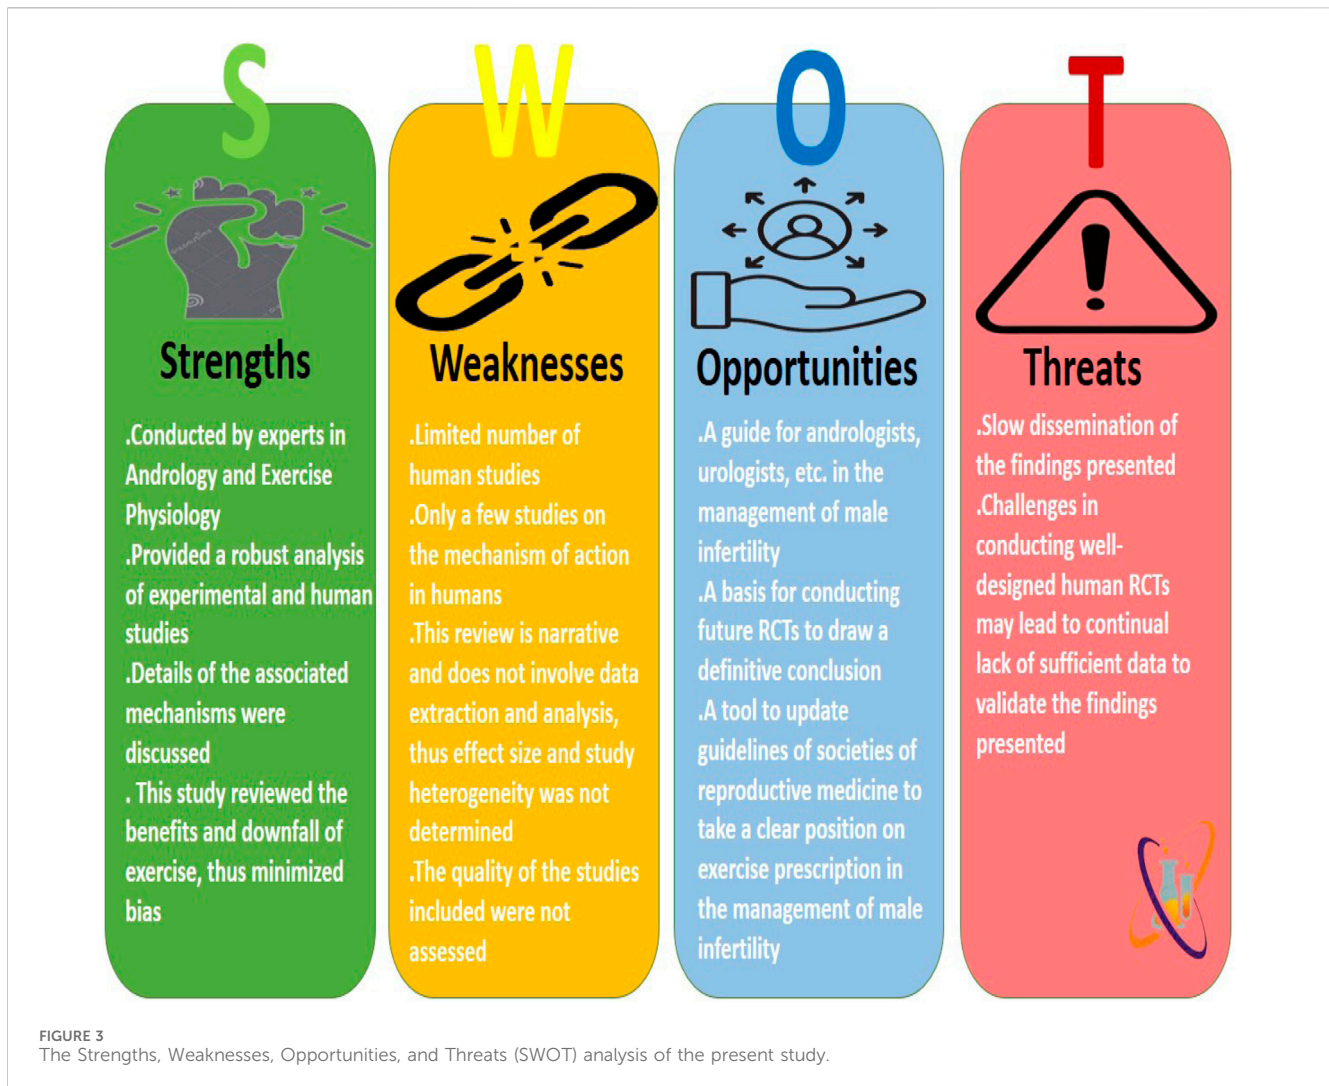 S
W
O
T
Strengths
.Conducted by experts in
Andrology and Exercise
Physiology
.Provided a robust analysis
of experimental and human
studies
.Details of the associated
mechanisms were
discussed
. This study reviewed the
benefits and downfall of
exercise, thus minimized
bias
Weaknesses
.Limited number of
human studies
.Only a few studies on
the mechanism of action
in humans
.This review is narrative
and does not involve data
extraction and analysis,
thus effect size and study
heterogeneity was not
determined
.The quality of the studies
included were not
assessed
Opportunities
.A guide for andrologists,
urologists, etc. in the
management of male
infertility
.A basis for conducting
future RCTs to draw a
definitive conclusion
.A tool to update
guidelines of societies of
reproductive medicine to
take a clear position on
exercise prescription in
the management of male
infertility
Threats
.Slow dissemination of
the findings presented
.Challenges in
conducting well-
designed human RCTs
may lead to continual
lack of sufficient data to
validate the findings
presented
FIGURE 3
The Strengths, Weaknesses, Opportunities, and Threats (SWOT) analysis of the present study.